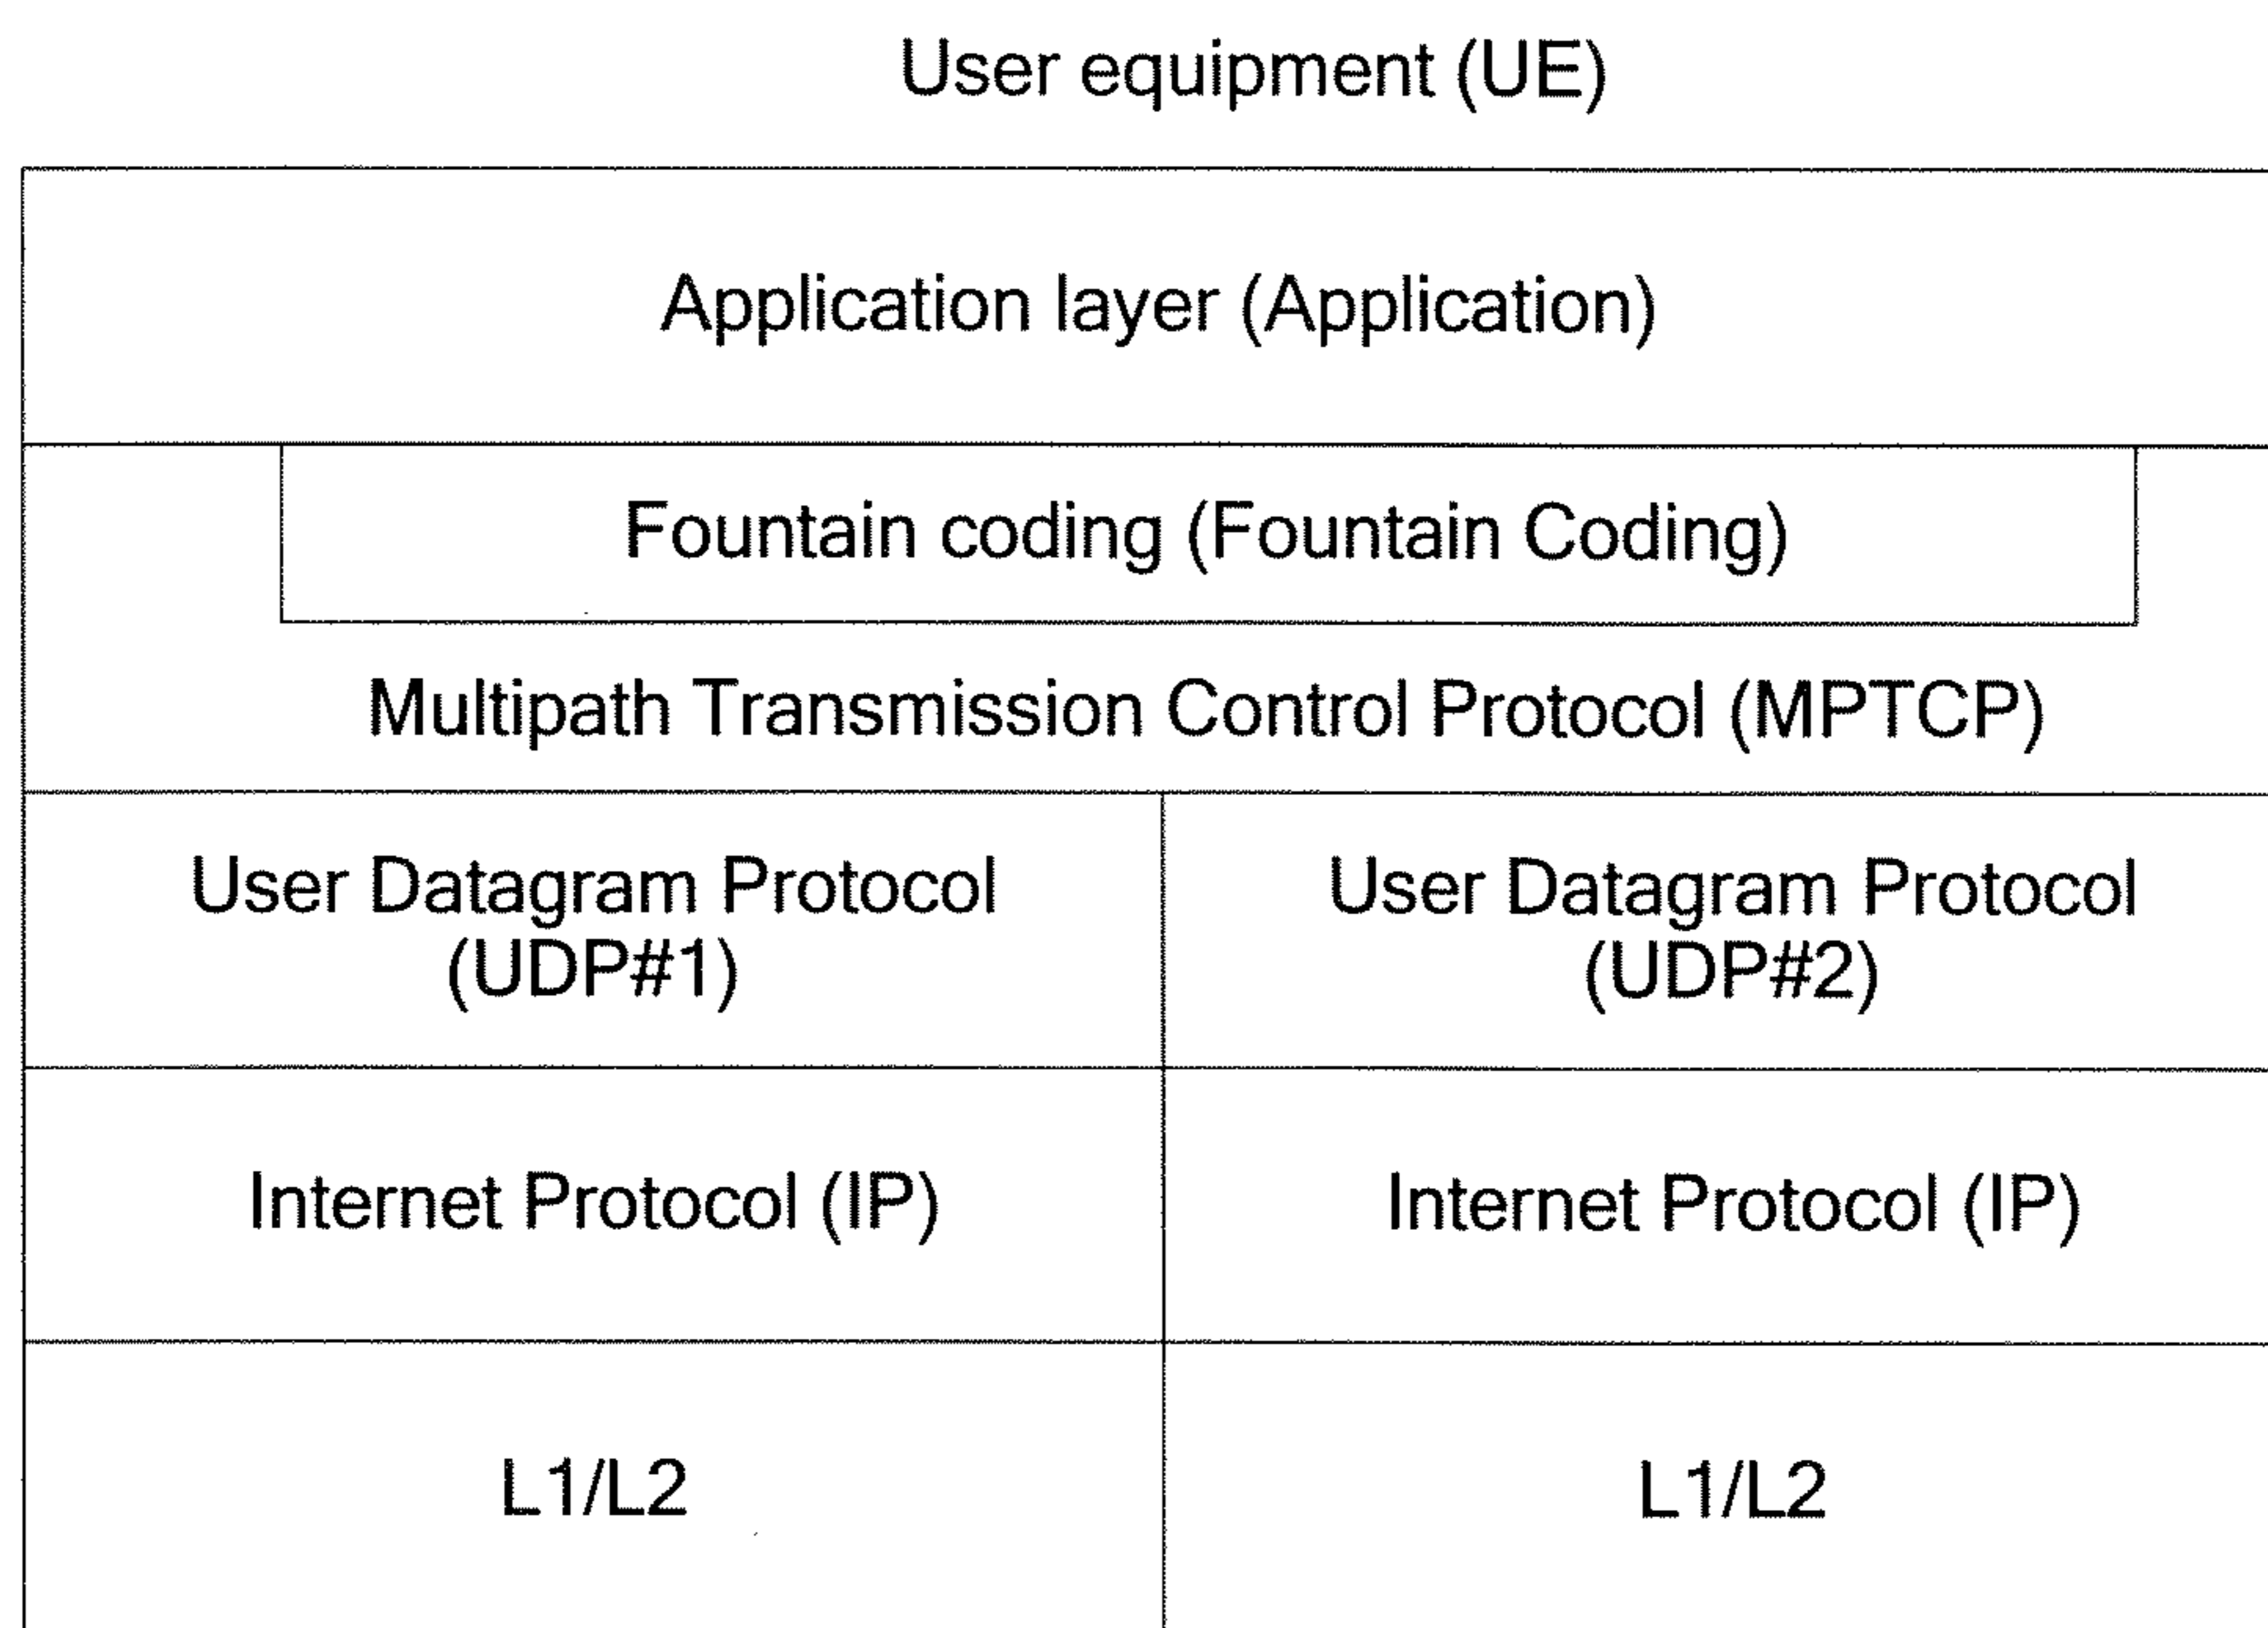 User equipment (UE)
Application layer (Application)
Fountain coding (Fountain Coding)
Multipath Transmission Control Protocol (MPTCP)
User Datagram Protocol
(UDP#1)
User Datagram Protocol
(UDP#2)
Internet Protocol (IP)
Internet Protocol (IP)
L1/L2
L1/L2